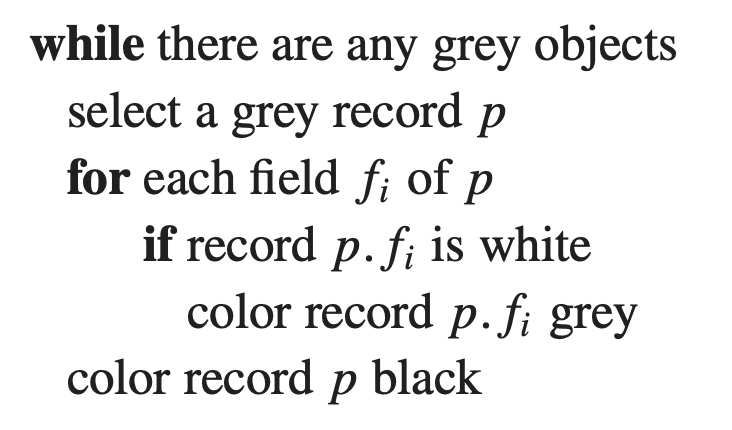 while there are any grey objects
select a grey record p
for each field fᵢ of p
if record p.fᵢ is white
color record p.fᵢ grey
color record p black